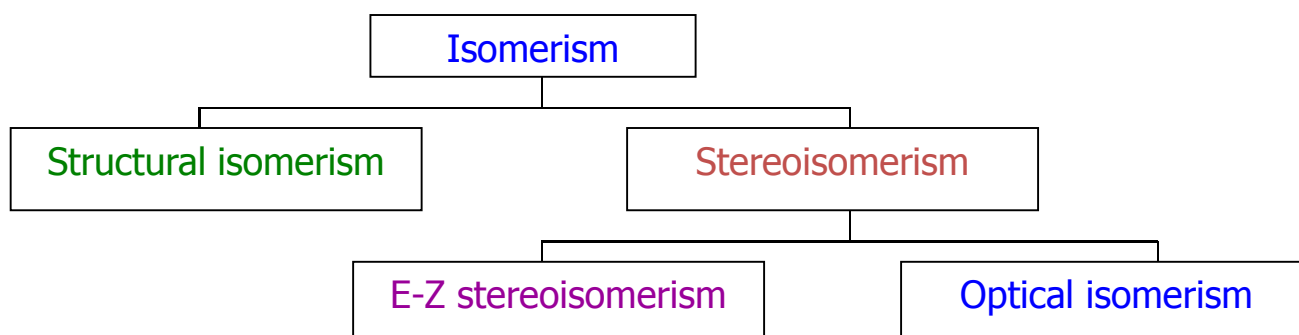 Isomerism
Structural isomerism
Stereoisomerism
E-Z stereoisomerism
Optical isomerism